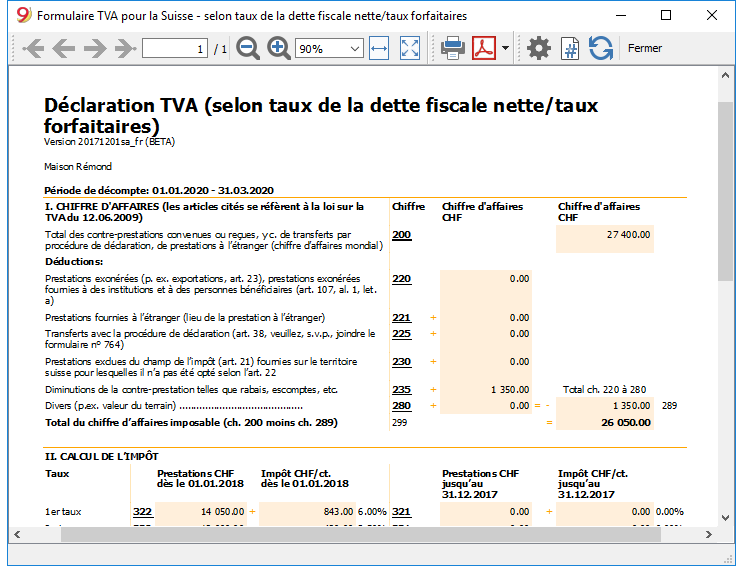 Formulaire TVA pour la Suisse - selon taux de la dette fiscale nette/taux forfaitaires
1 / 1 90% Fermer
Déclaration TVA (selon taux de la dette fiscale nette/taux
forfaitaires)
Version 20171201sa_fr (BETA)
Maison Rémond
Période de décompte: 01.01.2020 - 31.03.2020
I. CHIFFRE D'AFFAIRES (les articles cités se réfèrent à la loi sur la Chiffre Chiffre d'affaires Chiffre d'affaires
TVA du 12.06.2009) CHF CHF
Total des contre-prestations convenues ou reçues, y c. de transferts par 200 27 400.00
procédure de déclaration, de prestations à l'étranger (chiffre d'affaires mondial)
Déductions:
Prestations exonérées (p. ex. exportations, art. 23), prestations exonérées 220 0.00
fournies à des institutions et à des personnes bénéficiaires (art. 107, al. 1, let.
a)
Prestations fournies à l'étranger (lieu de la prestation à l'étranger) 221 + 0.00
Transferts avec la procédure de déclaration (art. 38, veuillez, s.v.p., joindre le 225 + 0.00
formulaire n° 764)
Prestations exclues du champ de l'impôt (art. 21) fournies sur le territoire 230 + 0.00
suisse pour lesquelles il n'a pas été opté selon l'art. 22
Diminutions de la contre-prestation telles que rabais, escomptes, etc. 235 + 1 350.00 Total ch. 220 à 280
Divers (p.ex. valeur du terrain) ............................................ 280 + 0.00 = - 1 350.00 289
Total du chiffre d'affaires imposable (ch. 200 moins ch. 289) 299 = 26 050.00
II. CALCUL DE L'IMPÔT
Taux Prestations CHF Impôt CHF/ct. Prestations CHF Impôt CHF/ct.
dès le 01.01.2018 dès le 01.01.2018 jusqu'au jusqu'au
31.12.2017 31.12.2017
1er taux 322 14 050.00 + 843.00 6.00% 321 0.00 + 0.00 0.00%